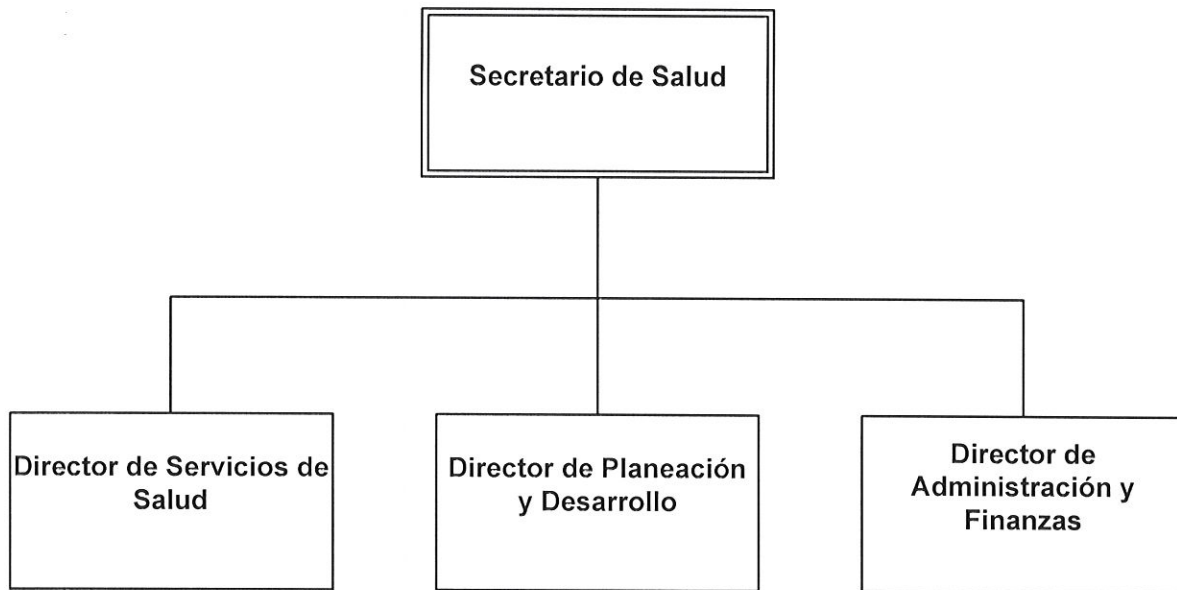 Secretario de Salud
Director de Servicios de
Salud
Director de Planeación
y Desarrollo
Director de
Administración y
Finanzas